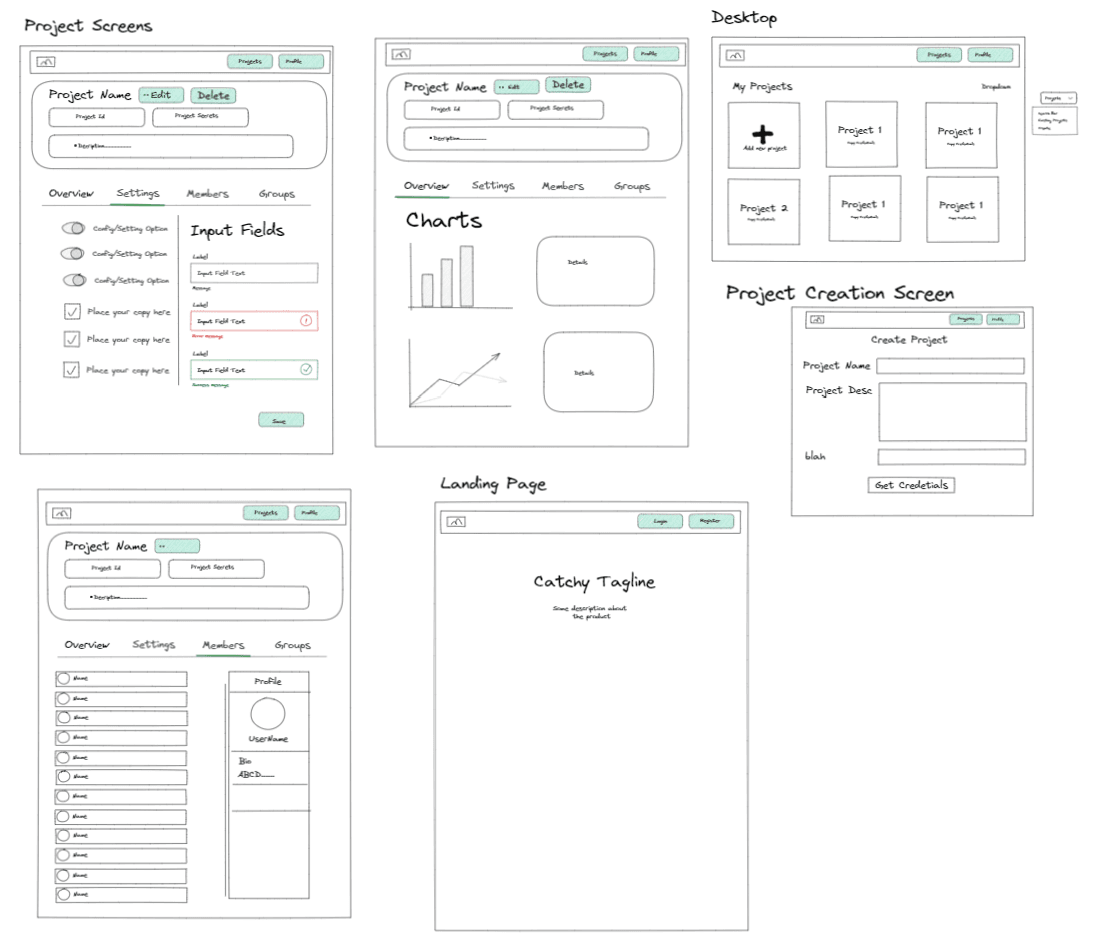 Project Screens
Projects
Profile
Project Name
Edit
Delete
Project Id
Project Secrets
Decription
Overview
Settings
Members
Groups
Config/Setting Option
Config/Setting Option
Config/Setting Option
Place your copy here
Place your copy here
Place your copy here
Input Fields
Label
Input Field Text
Message
Label
Input Field Text
Error message
Label
Input Field Text
Success message
Save
Projects
Profile
Project Name
Edit
Delete
Project Id
Project Secrets
Decription
Overview
Settings
Members
Groups
Charts
Details
Details
Desktop
Projects
Profile
My Projects
Dropdown
Add new project
Project 1
Project 1
Project 2
Project 1
Project 1
Projects
Project Creation Screen
Projects
Create Project
Project Name
Project Desc
blah
Get Credetials
Projects
Profile
Project Name
Project Id
Project Secrets
Decription
Overview
Settings
Members
Groups
Name
Name
Name
Name
Name
Name
Name
Name
Name
Name
Name
Name
Profile
UserName
Bio
ABCD
Landing Page
Login
Register
Catchy Tagline
Some description about
the product